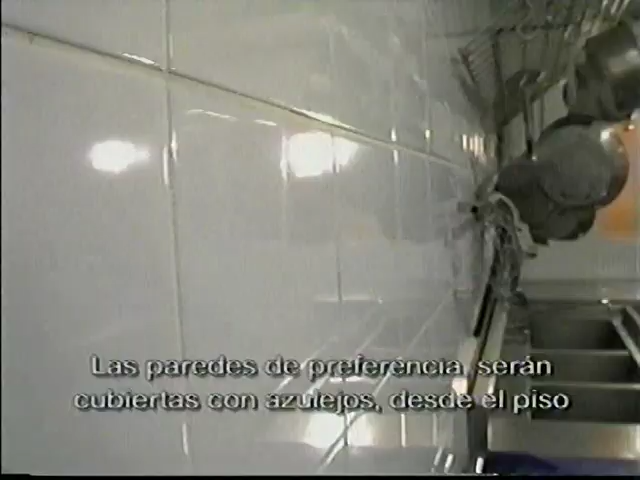 Las paredes de preferencia, serán
cubiertas con azulejos, desde el piso